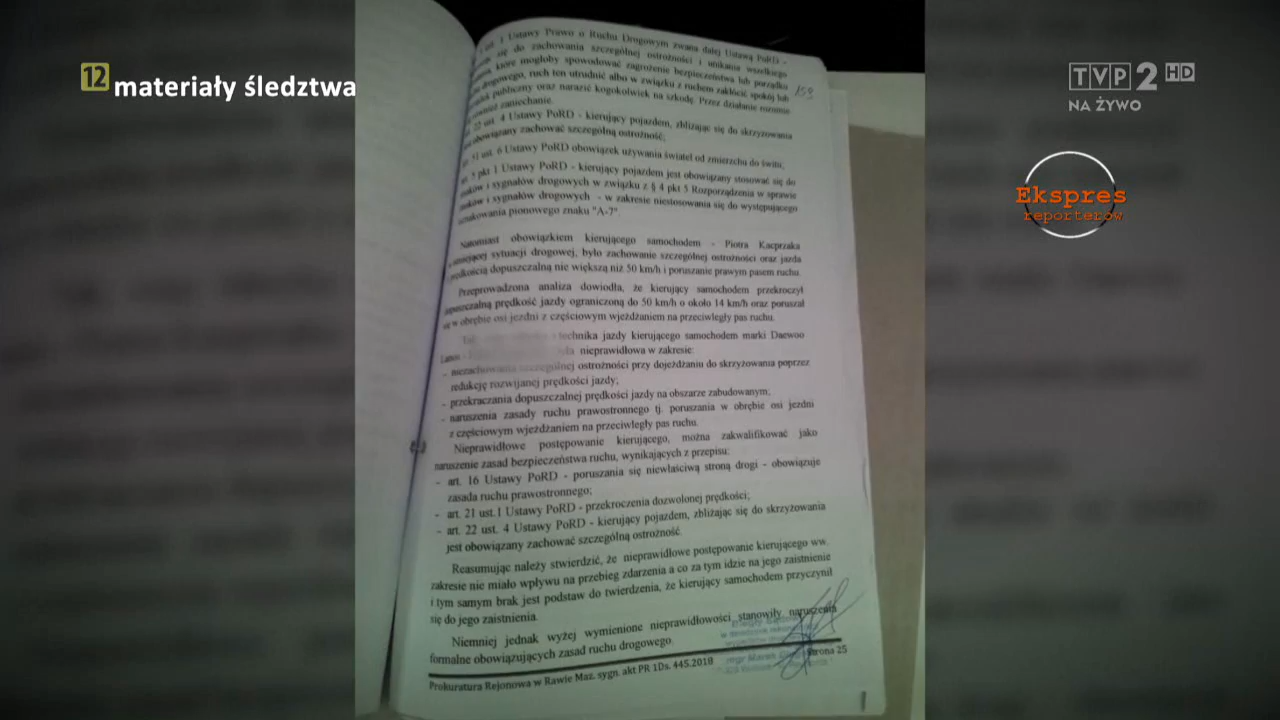 12
materiały śledztwa
TVP 2 HD
NA ŻYWO
Ekspres
reporterów
159
ust. 1 Ustawy Prawo o Ruchu Drogowym zwana dalej Ustawą PoRD -
się do zachowania szczególnej ostrożności i unikania wszelkiego
które mogłoby spowodować zagrożenie bezpieczeństwa lub porządku
drogowego, ruch ten utrudnić albo w związku z ruchem zakłócić spokój lub
publiczny oraz narazić kogokolwiek na szkodę. Przez działanie rozumie
zaniechanie.
22 ust. 4 Ustawy PoRD - kierujący pojazdem, zbliżając się do skrzyżowania
obowiązany zachować szczególną ostrożność;
51 ust. 6 Ustawy PoRD obowiązek używania świateł od zmierzchu do świtu;
5 pkt 1 Ustawy PoRD - kierujący pojazdem jest obowiązany stosować się do
znaków i sygnałów drogowych w związku z § 4 pkt 5 Rozporządzenia w sprawie
znaków i sygnałów drogowych - w zakresie niestosowania się do występującego
oznakowania pionowego znaku "A-7"
Natomiast obowiązkiem kierującego samochodem - Piotra Kacprzaka
w istniejącej sytuacji drogowej, było zachowanie szczególnej ostrożności oraz jazda
prędkością dopuszczalną nie większą niż 50 km/h i poruszanie prawym pasem ruchu.
Przeprowadzona analiza dowiodła, że kierujący samochodem przekroczył
dopuszczalną prędkość jazdy ograniczoną do 50 km/h o około 14 km/h oraz poruszał
się w obrębie osi jezdni z częściowym wjeżdżaniem na przeciwległy pas ruchu.
technika jazdy kierującego samochodem marki Daewoo
Lanos - nieprawidłowa w zakresie:
- niezachowania szczególnej ostrożności przy dojeżdżaniu do skrzyżowania poprzez
redukcję rozwijanej prędkości jazdy;
- przekraczania dopuszczalnej prędkości jazdy na obszarze zabudowanym;
- naruszenia zasady ruchu prawostronnego tj. poruszania w obrębie osi jezdni
z częściowym wjeżdżaniem na przeciwległy pas ruchu.
Nieprawidłowe postępowanie kierującego, można zakwalifikować jako
naruszenie zasad bezpieczeństwa ruchu, wynikających z przepisu:
- art. 16 Ustawy PoRD - poruszania się niewłaściwą stroną drogi – obowiązuje
zasada ruchu prawostronnego;
- art. 21 ust.1 Ustawy PoRD - przekroczenia dozwolonej prędkości;
- art. 22 ust. 4 Ustawy PoRD - kierujący pojazdem, zbliżając się do skrzyżowania
jest obowiązany zachować szczególną ostrożność.
Reasumując należy stwierdzić, że nieprawidłowe postępowanie kierującego ww.
zakresie nie miało wpływu na przebieg zdarzenia a co za tym idzie na jego zaistnienie
i tym samym brak jest podstaw do twierdzenia, że kierujący samochodem przyczynił
się do jego zaistnienia.
Niemniej jednak wyżej wymienione nieprawidłowości stanowiły naruszenia
formalne obowiązujących zasad ruchu drogowego.
mgr Marek
Strona 25
Prokuratura Rejonowa w Rawie Maz. sygn. akt PR 1Ds. 445.2018